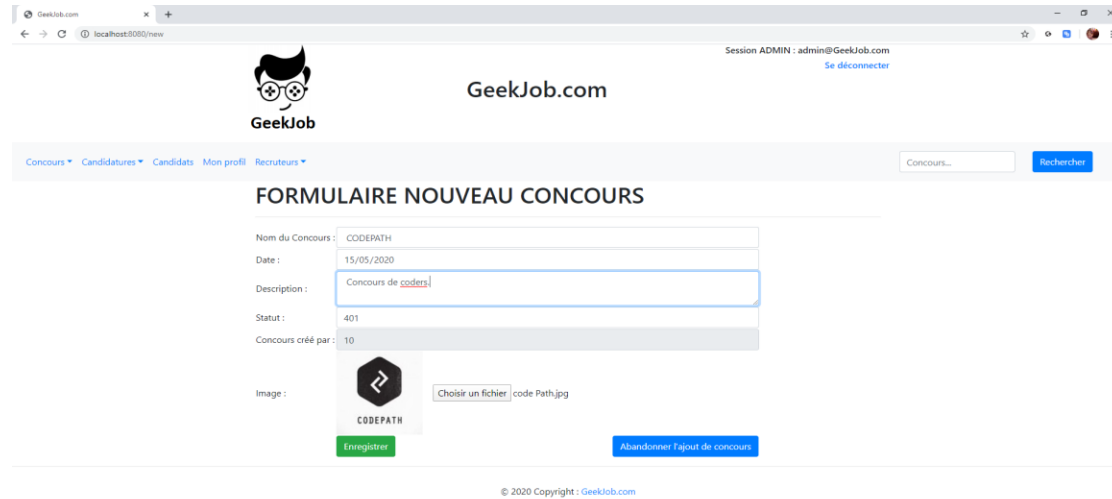 GeekJob.com
localhost:8080/new
Session ADMIN : admin@GeekJob.com
Se déconnecter
GeekJob.com
GeekJob
Concours Candidatures Candidats Mon profil Recruteurs Concours... Rechercher
FORMULAIRE NOUVEAU CONCOURS
Nom du Concours : CODEPATH
Date : 15/05/2020
Description : Concours de coders.
Statut : 401
Concours créé par : 10
Image : Choisir un fichier code Path.jpg
CODEPATH
Enregistrer Abandonner l'ajout de concours
© 2020 Copyright : GeekJob.com